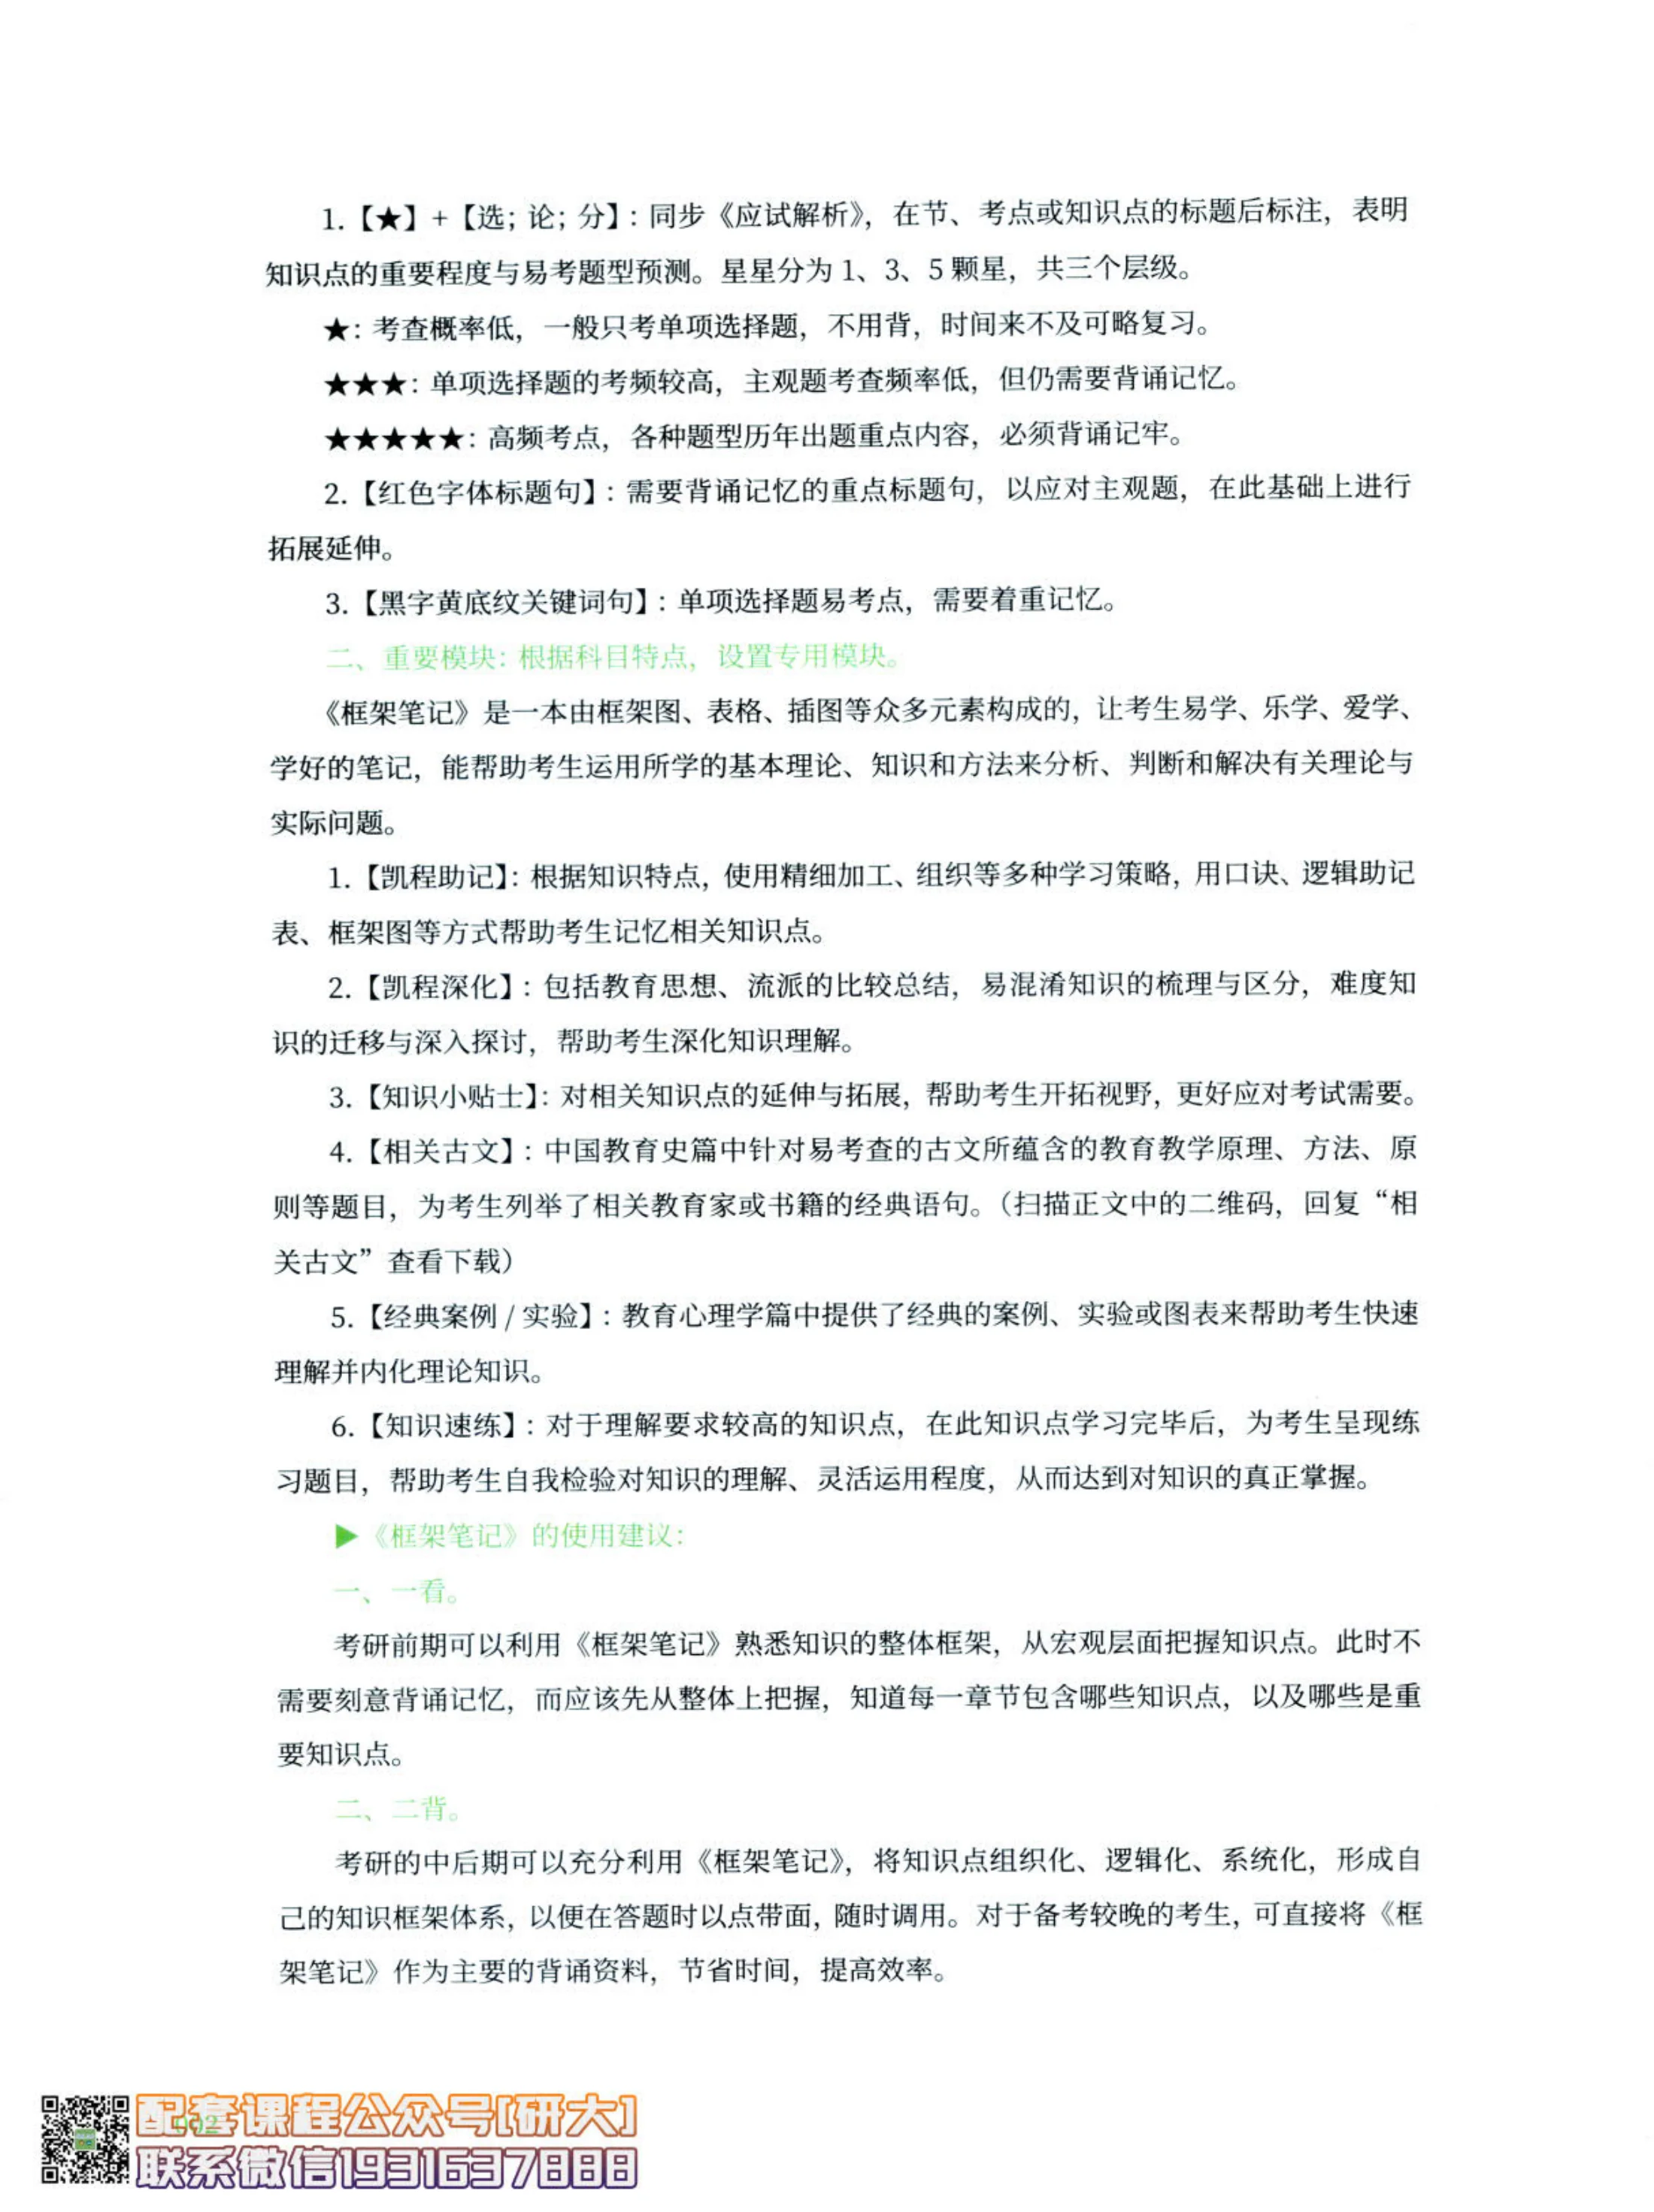 1.【★】+【选；论；分】：同步《应试解析》，在节、考点或知识点的标题后标注，表明
知识点的重要程度与易考题型预测。星星分为 1、3、5 颗星，共三个层级。
★：考查概率低，一般只考单项选择题，不用背，时间来不及可略复习。
★★★：单项选择题的考频较高，主观题考查频率低，但仍需要背诵记忆。
★★★★★：高频考点，各种题型历年出题重点内容，必须背诵记牢。
2.【红色字体标题句】：需要背诵记忆的重点标题句，以应对主观题，在此基础上进行
拓展延伸。
3.【黑字黄底纹关键词句】：单项选择题易考点，需要着重记忆。
二、重要模块：根据科目特点，设置专用模块。
《框架笔记》是一本由框架图、表格、插图等众多元素构成的，让考生易学、乐学、爱学、
学好的笔记，能帮助考生运用所学的基本理论、知识和方法来分析、判断和解决有关理论与
实际问题。
1.【凯程助记】：根据知识特点，使用精细加工、组织等多种学习策略，用口诀、逻辑助记
表、框架图等方式帮助考生记忆相关知识点。
2.【凯程深化】：包括教育思想、流派的比较总结，易混淆知识的梳理与区分，难度知
识的迁移与深入探讨，帮助考生深化知识理解。
3.【知识小贴士】：对相关知识点的延伸与拓展，帮助考生开拓视野，更好应对考试需要。
4.【相关古文】：中国教育史篇中针对易考查的古文所蕴含的教育教学原理、方法、原
则等题目，为考生列举了相关教育家或书籍的经典语句。（扫描正文中的二维码，回复“相
关古文”查看下载）
5.【经典案例 / 实验】：教育心理学篇中提供了经典的案例、实验或图表来帮助考生快速
理解并内化理论知识。
6.【知识速练】：对于理解要求较高的知识点，在此知识点学习完毕后，为考生呈现练
习题目，帮助考生自我检验对知识的理解、灵活运用程度，从而达到对知识的真正掌握。
▶《框架笔记》的使用建议：
一、一看。
考研前期可以利用《框架笔记》熟悉知识的整体框架，从宏观层面把握知识点。此时不
需要刻意背诵记忆，而应该先从整体上把握，知道每一章节包含哪些知识点，以及哪些是重
要知识点。
二、二背。
考研的中后期可以充分利用《框架笔记》，将知识点组织化、逻辑化、系统化，形成自
己的知识框架体系，以便在答题时以点带面，随时调用。对于备考较晚的考生，可直接将《框
架笔记》作为主要的背诵资料，节省时间，提高效率。
002
配套课程公众号[研大]
联系微信1931637888